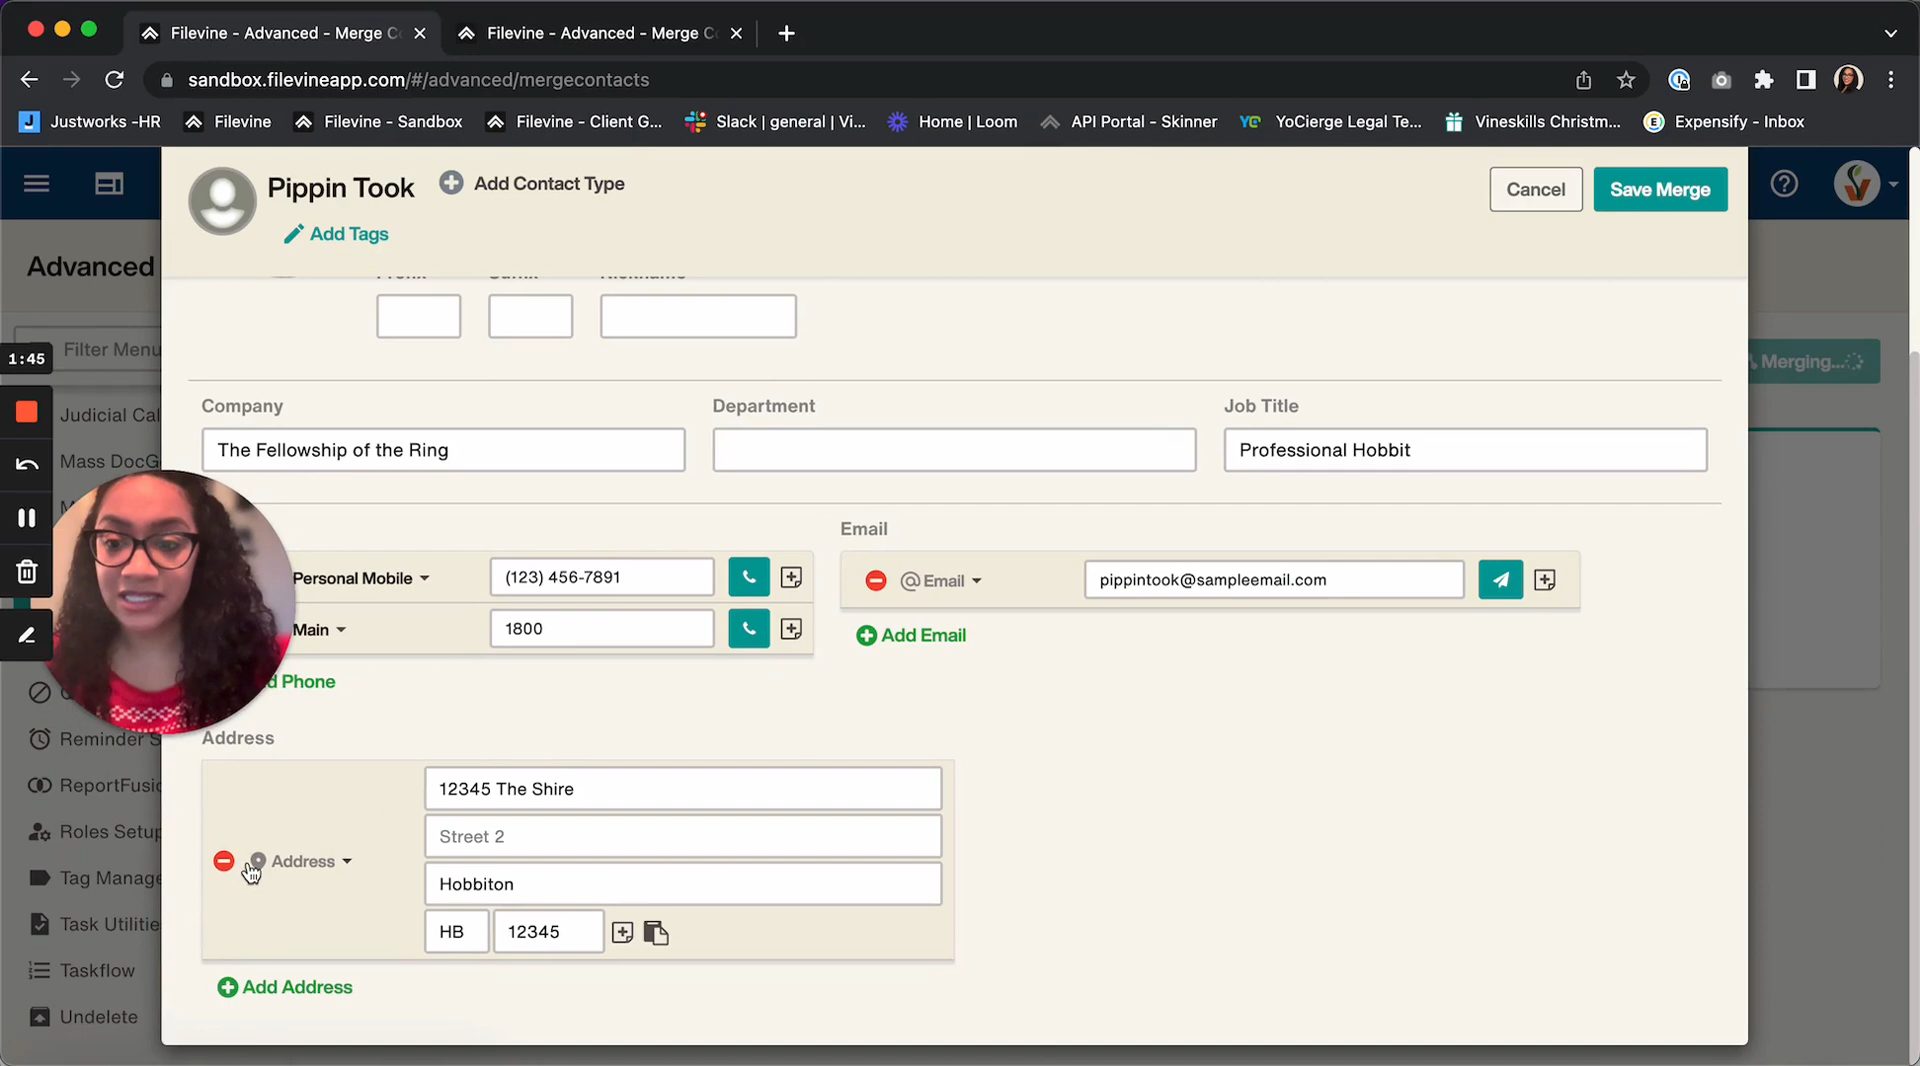 Filevine - Advanced - Merge Co
Filevine - Advanced - Merge Co
sandbox.filevineapp.com/#/advanced/mergecontacts
Justworks -HR
Filevine
Filevine - Sandbox
Filevine - Client G...
Slack | general | Vi...
Home | Loom
API Portal - Skinner
YoCierge Legal Te...
Vineskills Christm...
Expensify - Inbox
Pippin Took
Add Contact Type
Cancel
Save Merge
Add Tags
Advanced
Prefix
Suffix
Nickname
Filter Menu
1:45
Merging...
Company
Department
Job Title
Judicial Cal
The Fellowship of the Ring
Professional Hobbit
Mass DocG
Email
Personal Mobile
(123) 456-7891
Email
pippintook@sampleemail.com
Main
1800
Add Email
d Phone
Reminder S
Address
ReportFusi
12345 The Shire
Roles Setup
Street 2
Address
Tag Manage
Hobbiton
Task Utilitie
HB
12345
Taskflow
Add Address
Undelete